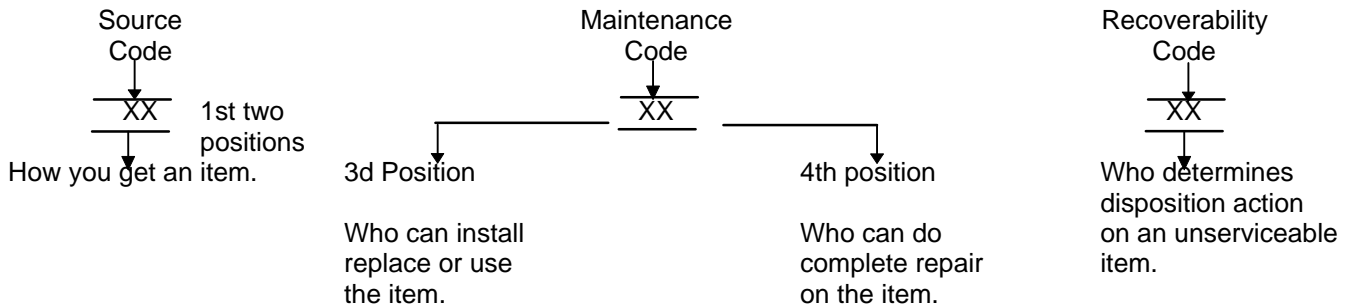 Source
Code
XX
1st two
positions
How you get an item.
Maintenance
Code
XX
3d Position
Who can install
replace or use
the item.
4th position
Who can do
complete repair
on the item.
Recoverability
Code
XX
Who determines
disposition action
on an unserviceable
item.